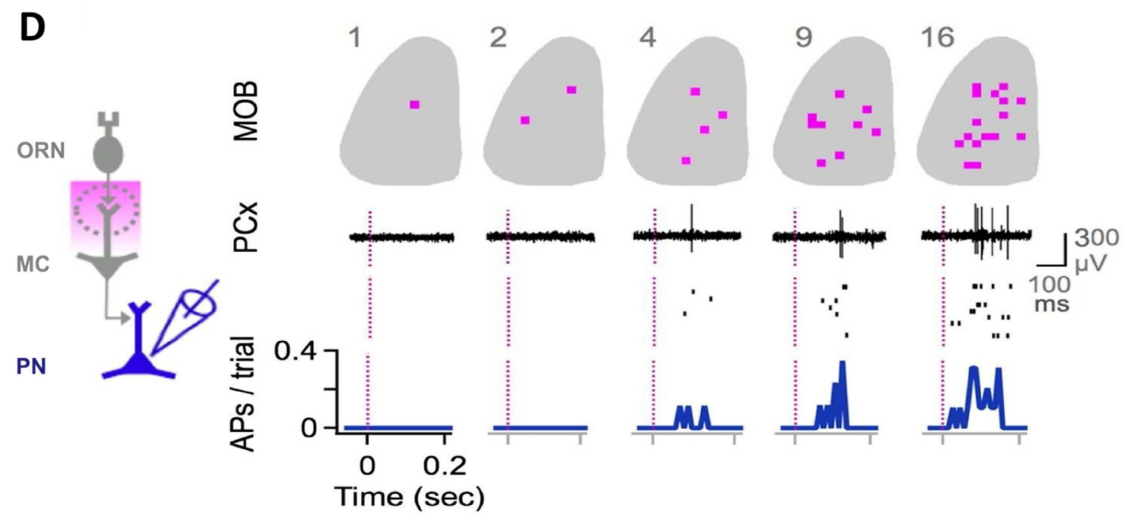 D
1 2 4 9 16
MOB
ORN
MC
PN
PCx
300
µV
100
ms
APs / trial
0.4
0
0 0.2
Time (sec)